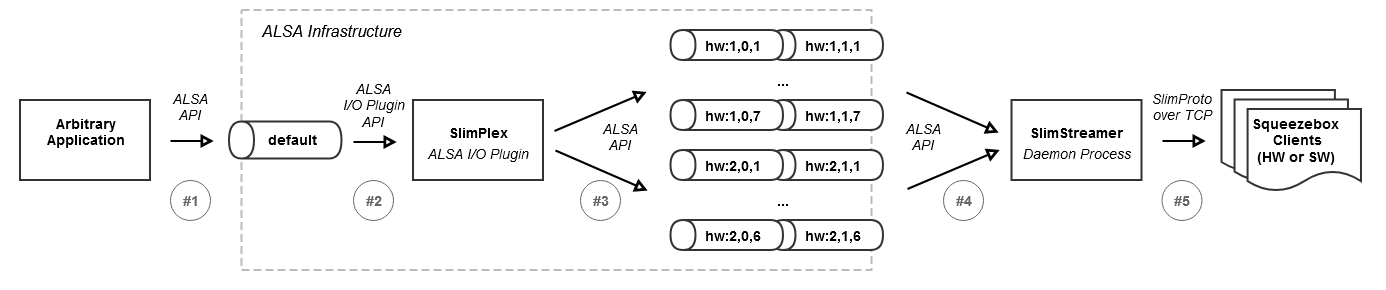 ALSA Infrastructure
Arbitrary
Application
ALSA
API
#1
default
ALSA
I/O Plugin
API
#2
SlimPlex
ALSA I/O Plugin
ALSA
API
#3
hw:1,0,1 hw:1,1,1
...
hw:1,0,7 hw:1,1,7
hw:2,0,1 hw:2,1,1
...
hw:2,0,6 hw:2,1,6
ALSA
API
#4
SlimStreamer
Daemon Process
SlimProto
over TCP
#5
Squeezebox
Clients
(HW or SW)